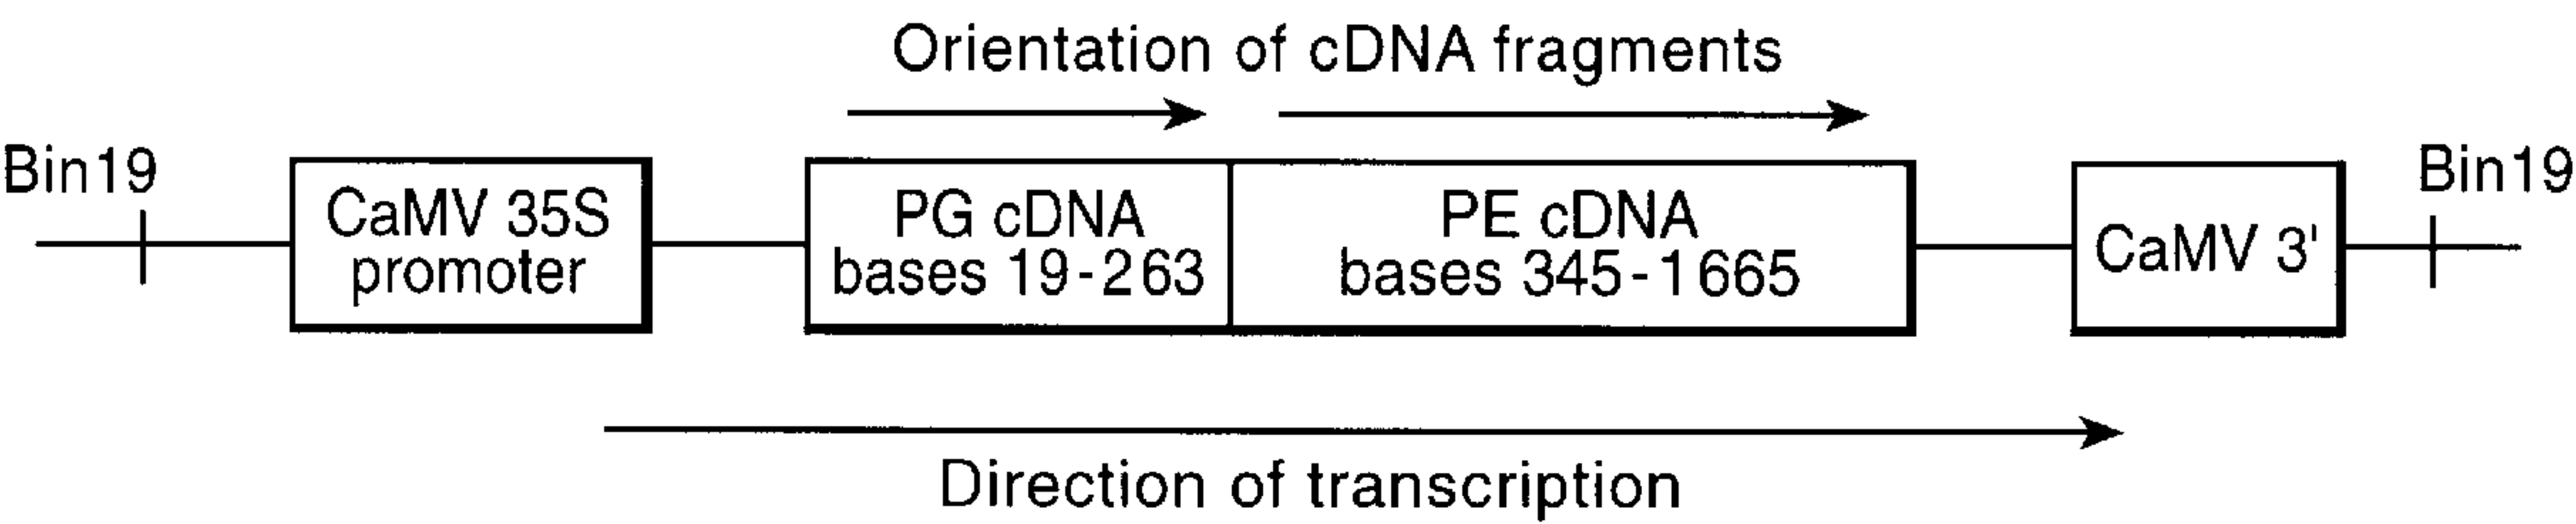 Orientation of cDNA fragments
Bin19
CaMV 35S
promoter
PG cDNA
bases 19-263
PE cDNA
bases 345-1665
CaMV 3'
Bin19
Direction of transcription